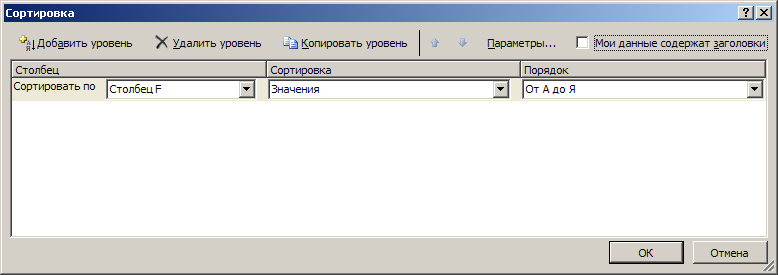 Сортировка
Добавить уровень Удалить уровень Копировать уровень Параметры... Мои данные содержат заголовки
Столбец Сортировка Порядок
Сортировать по Столбец F Значения От А до Я
ОК Отмена